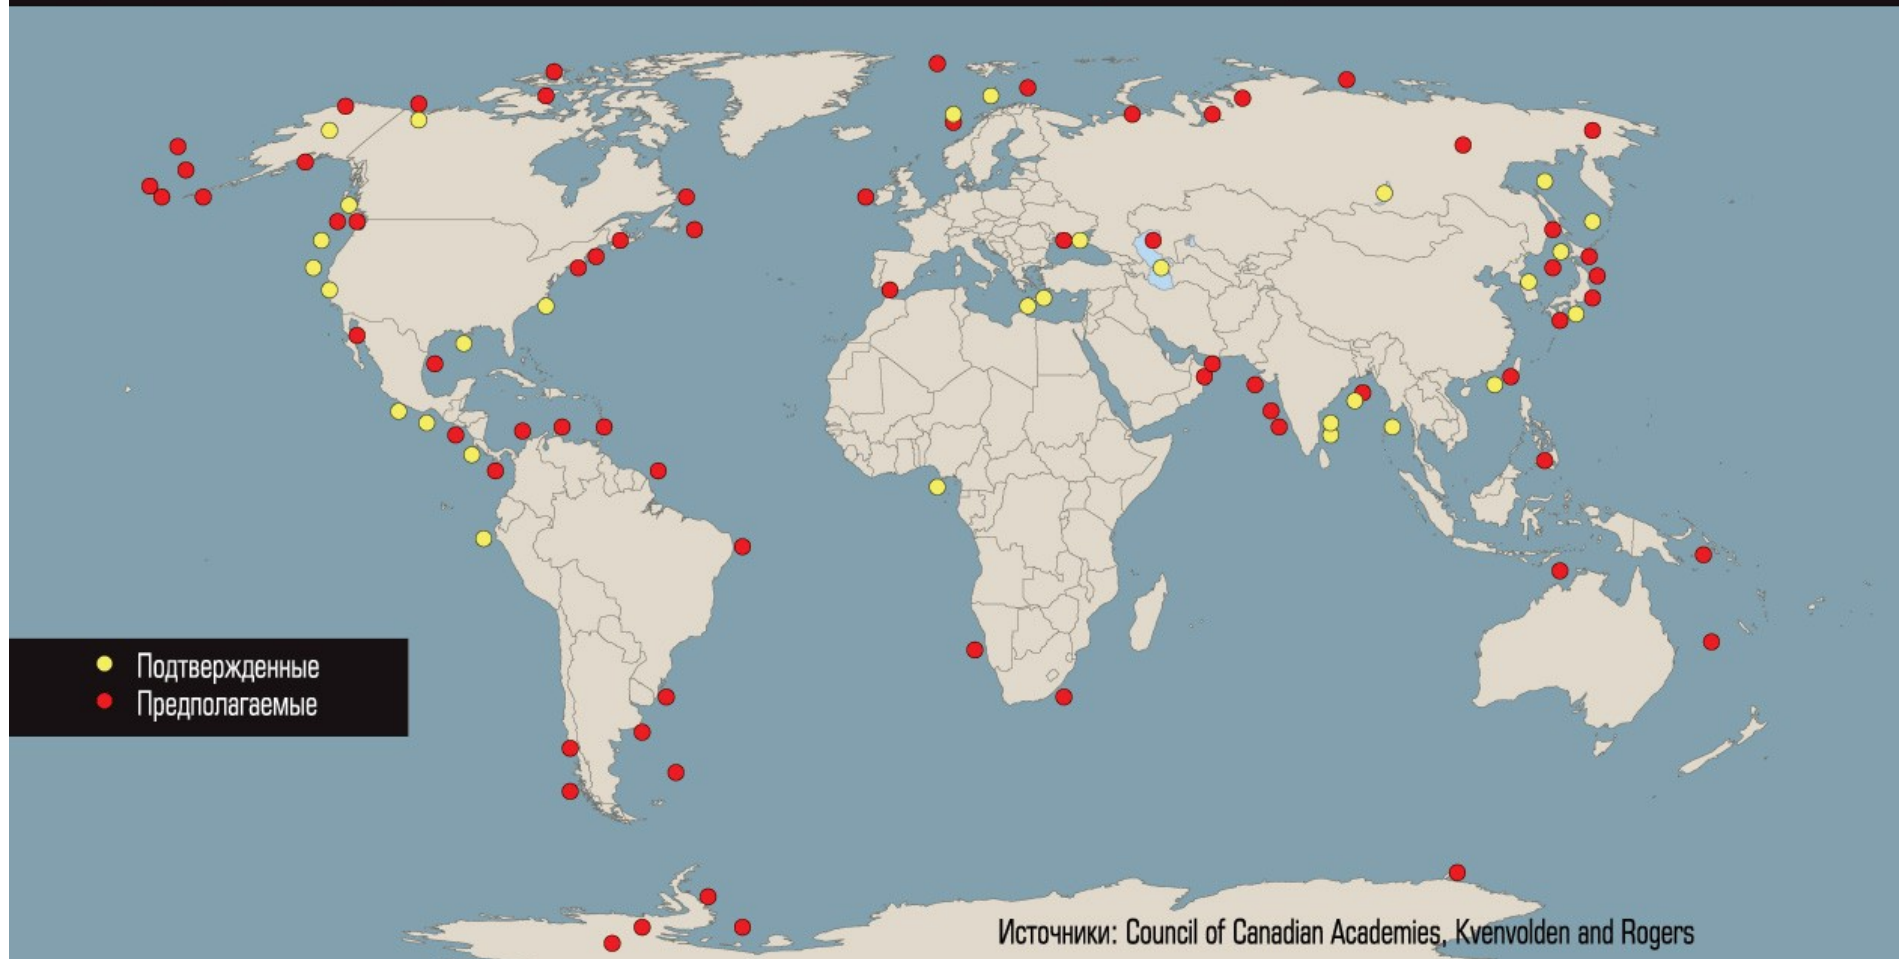 Подтвержденные
Предполагаемые
Источники: Council of Canadian Academies, Kvenvolden and Rogers